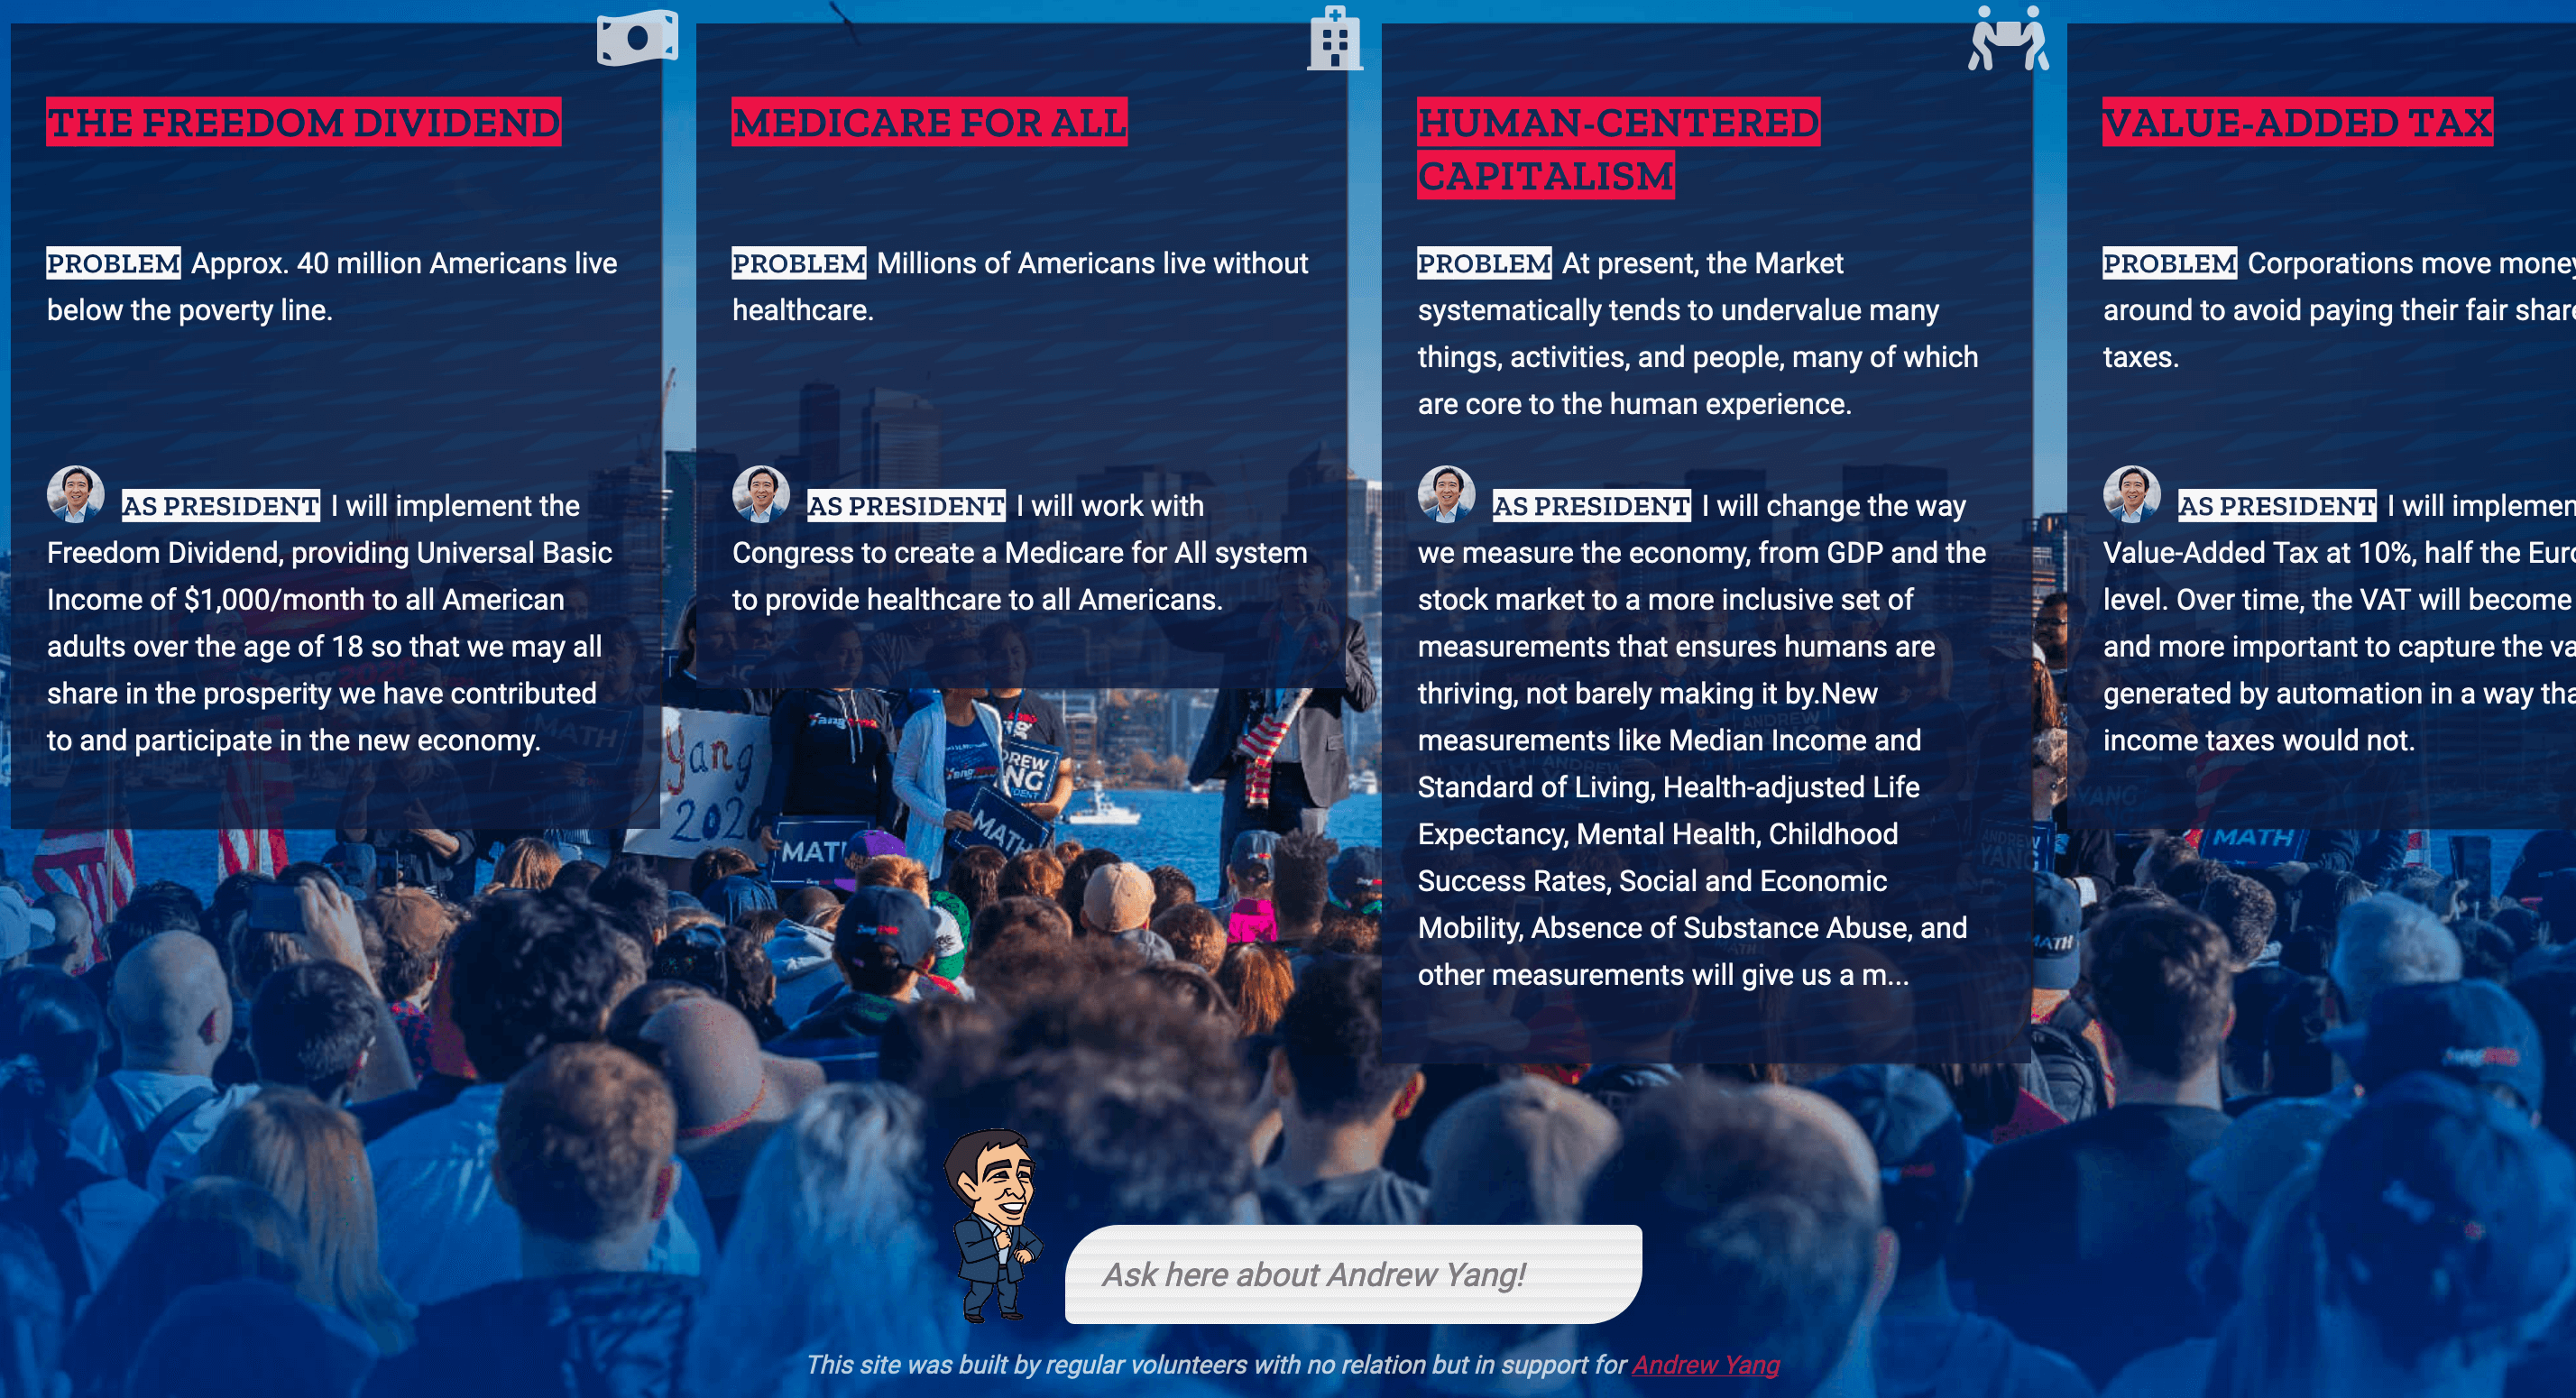 THE FREEDOM DIVIDEND
PROBLEM Approx. 40 million Americans live
below the poverty line.
AS PRESIDENT I will implement the
Freedom Dividend, providing Universal Basic
Income of $1,000/month to all American
adults over the age of 18 so that we may all
share in the prosperity we have contributed
to and participate in the new economy.
MEDICARE FOR ALL
PROBLEM Millions of Americans live without
healthcare.
AS PRESIDENT I will work with
Congress to create a Medicare for All system
to provide healthcare to all Americans.
HUMAN-CENTERED
CAPITALISM
PROBLEM At present, the Market
systematically tends to undervalue many
things, activities, and people, many of which
are core to the human experience.
AS PRESIDENT I will change the way
we measure the economy, from GDP and the
stock market to a more inclusive set of
measurements that ensures humans are
thriving, not barely making it by.New
measurements like Median Income and
Standard of Living, Health-adjusted Life
Expectancy, Mental Health, Childhood
Success Rates, Social and Economic
Mobility, Absence of Substance Abuse, and
other measurements will give us a m...
VALUE-ADDED TAX
PROBLEM Corporations move money
around to avoid paying their fair share
taxes.
AS PRESIDENT I will implemen
Value-Added Tax at 10%, half the Euro
level. Over time, the VAT will become
and more important to capture the va
generated by automation in a way tha
income taxes would not.
MATH
Yang
2020
MATH
MATH
ANDREW
YANG
MATH
MATH
Ask here about Andrew Yang!
This site was built by regular volunteers with no relation but in support for Andrew Yang